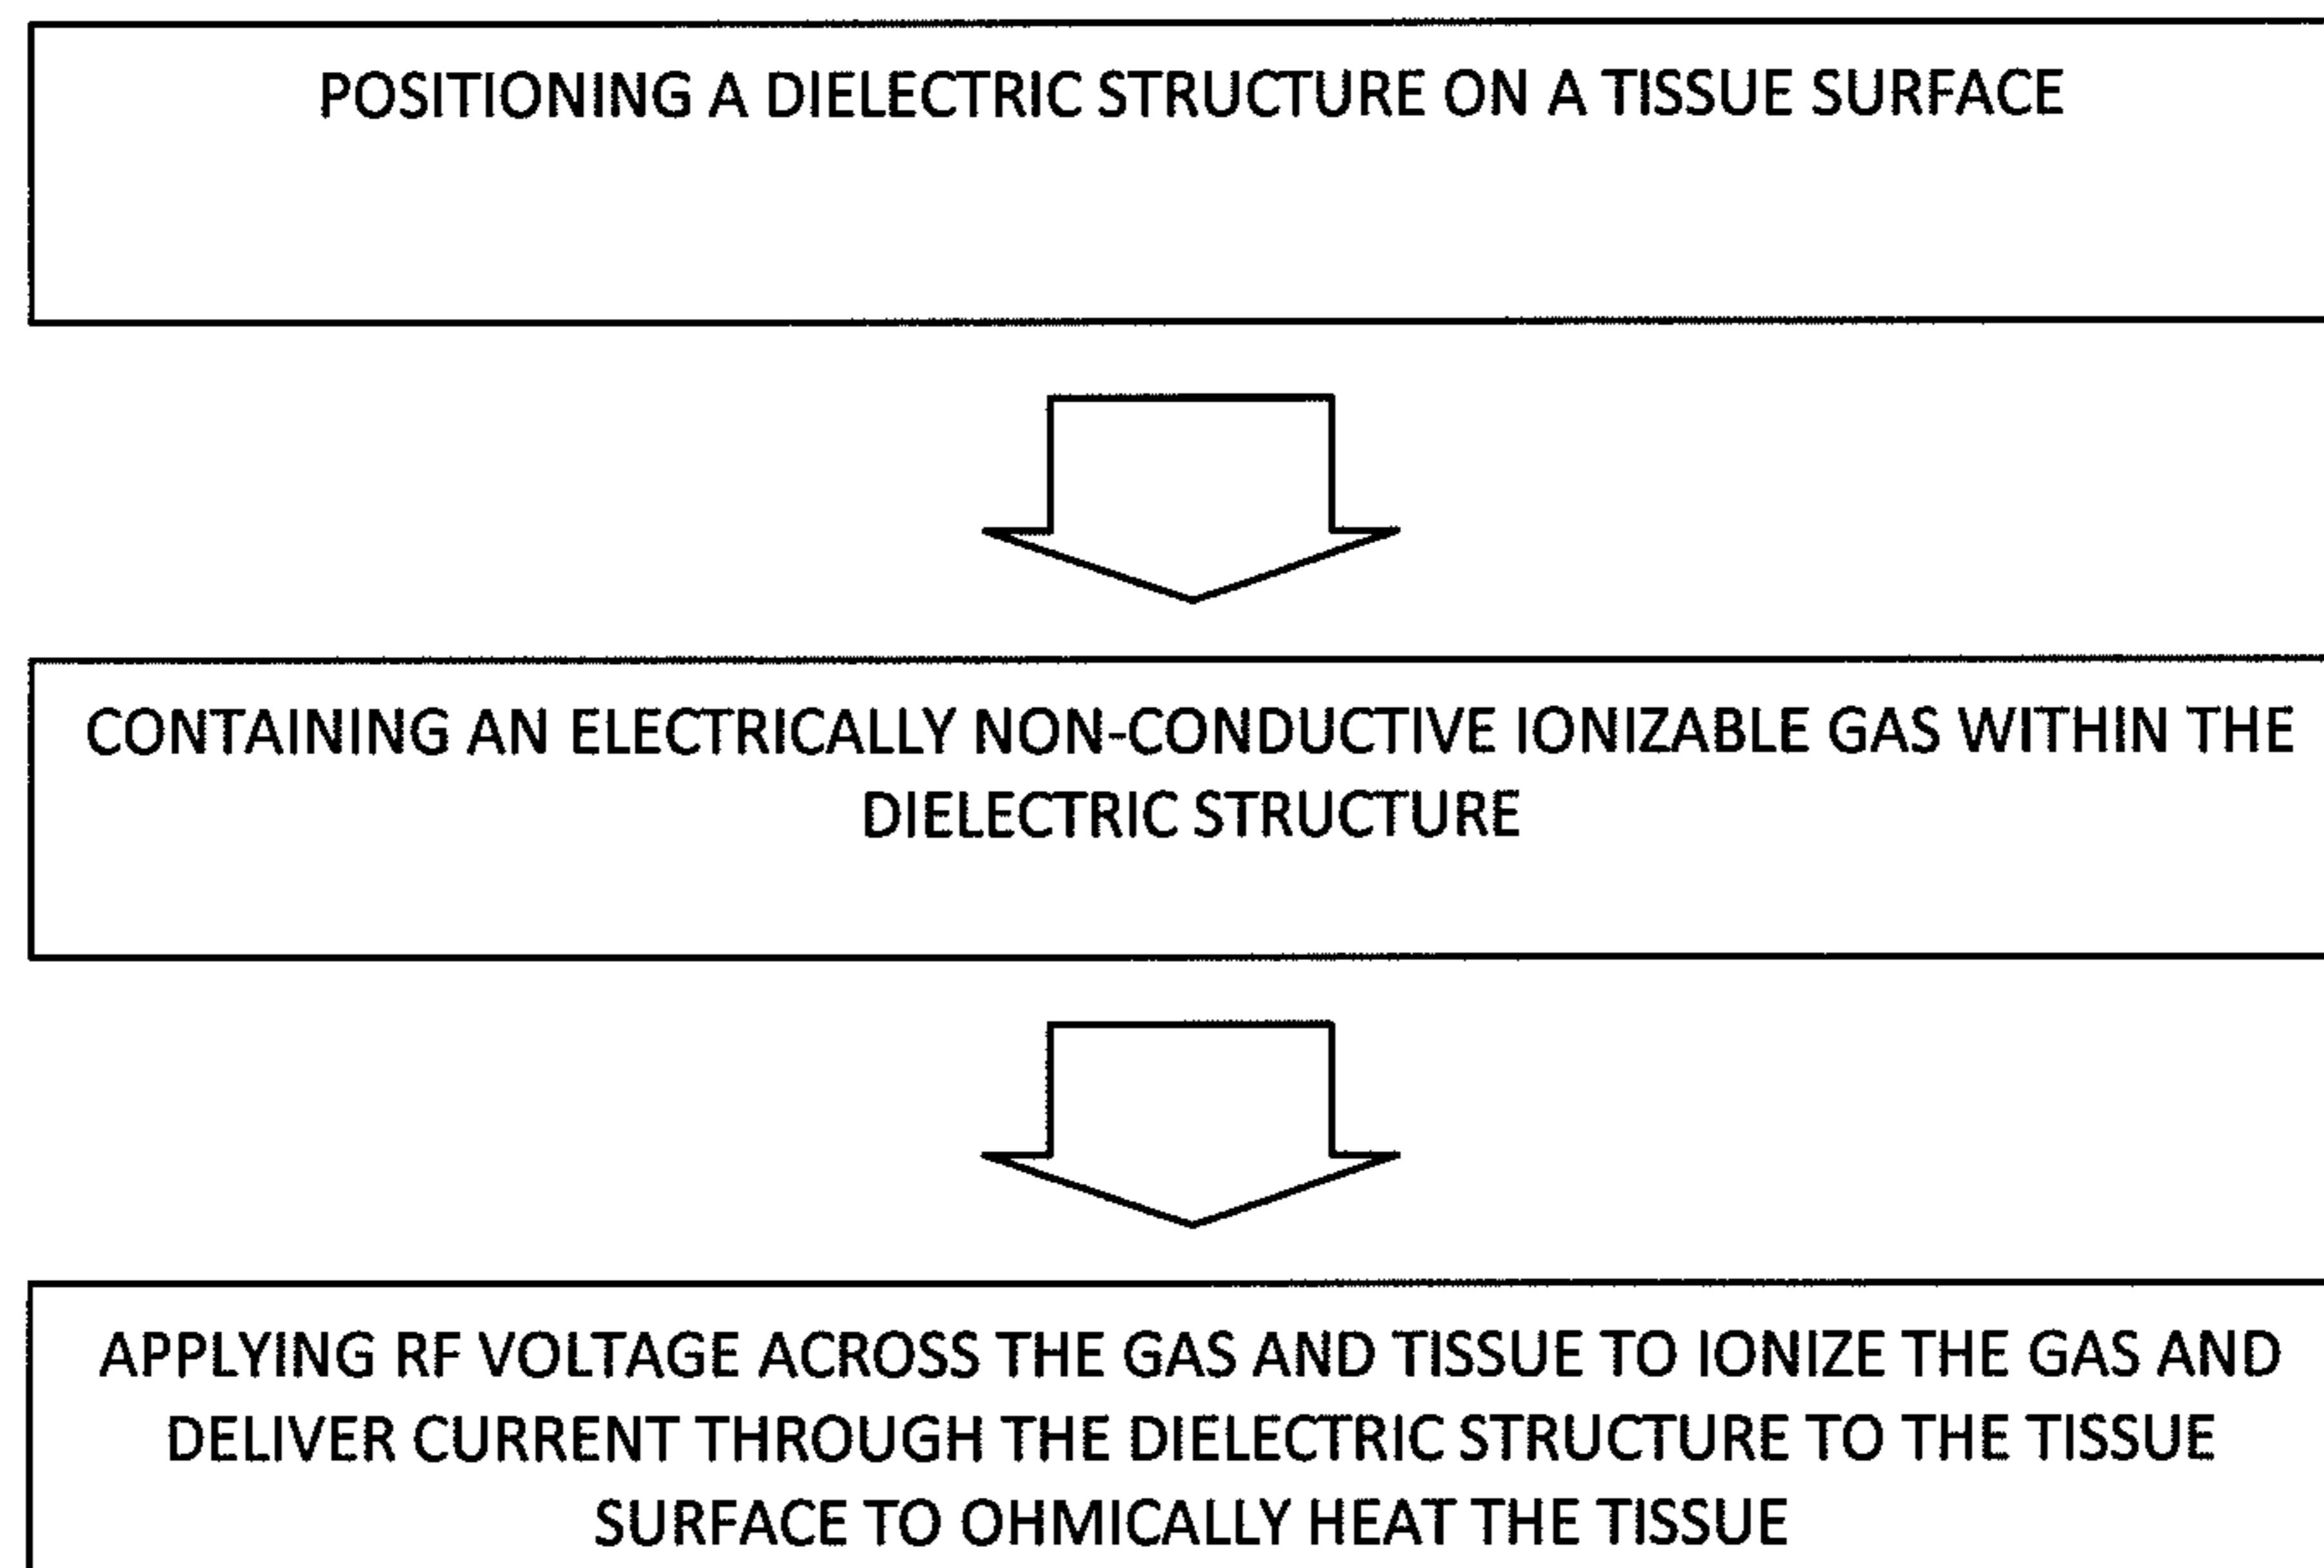 POSITIONING A DIELECTRIC STRUCTURE ON A TISSUE SURFACE
CONTAINING AN ELECTRICALLY NON-CONDUCTIVE IONIZABLE GAS WITHIN THE
DIELECTRIC STRUCTURE
APPLYING RF VOLTAGE ACROSS THE GAS AND TISSUE TO IONIZE THE GAS AND
DELIVER CURRENT THROUGH THE DIELECTRIC STRUCTURE TO THE TISSUE
SURFACE TO OHMICALLY HEAT THE TISSUE